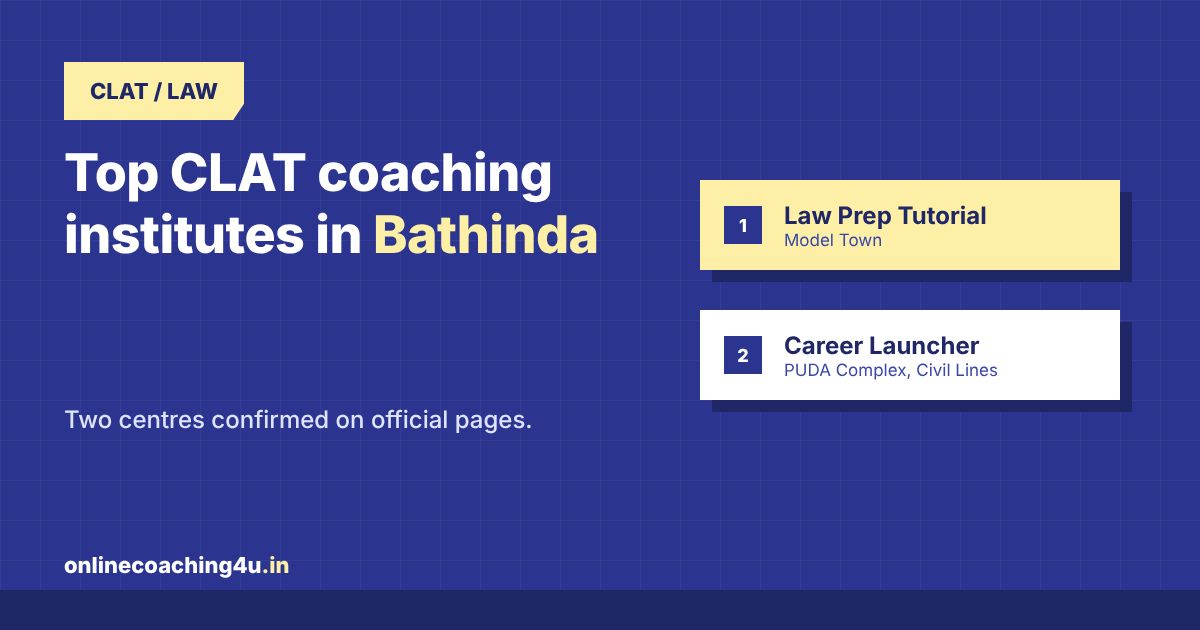 CLAT / LAW
Top CLAT coaching
institutes in Bathinda
Two centres confirmed on official pages.
onlinecoaching4u.in
1
Law Prep Tutorial
Model Town
2
Career Launcher
PUDA Complex, Civil Lines